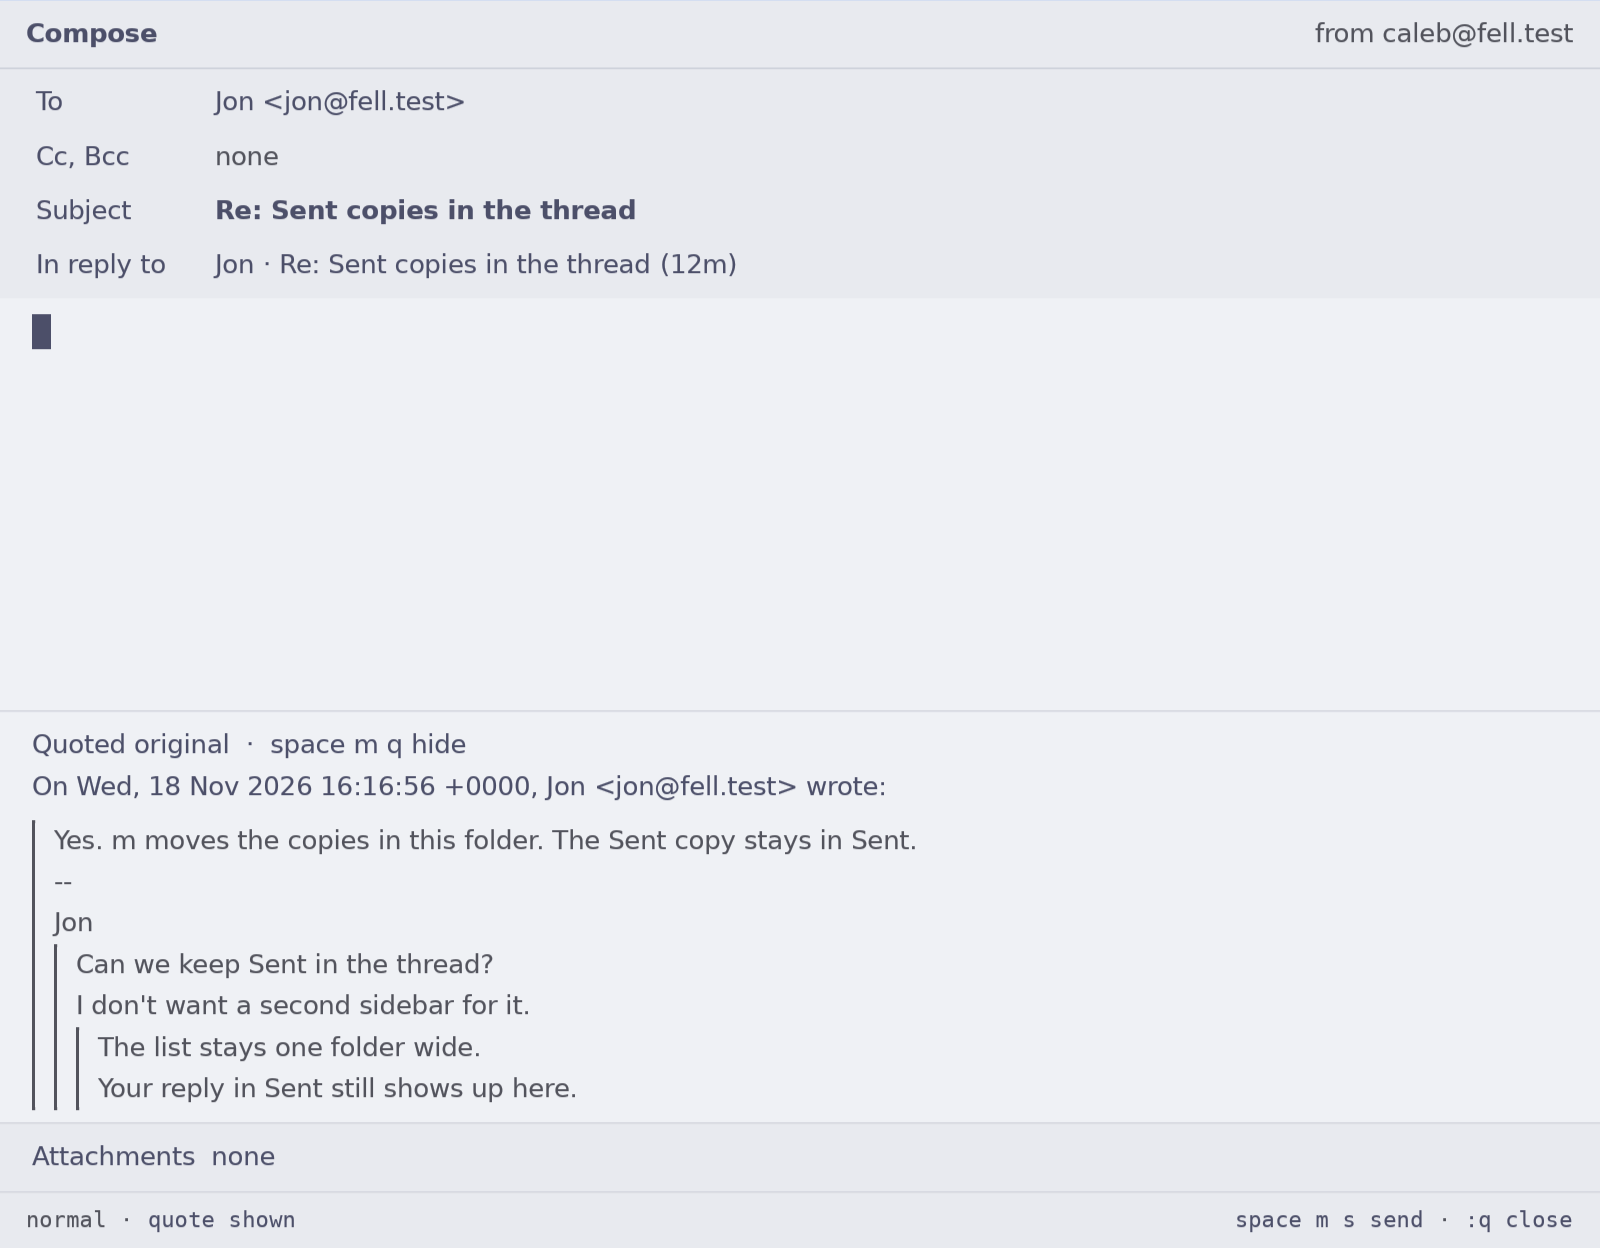 Compose from caleb@fell.test
To Jon <jon@fell.test>
Cc, Bcc none
Subject Re: Sent copies in the thread
In reply to Jon · Re: Sent copies in the thread (12m)
Quoted original · space m q hide
On Wed, 18 Nov 2026 16:16:56 +0000, Jon <jon@fell.test> wrote:
Yes. m moves the copies in this folder. The Sent copy stays in Sent.
--
Jon
Can we keep Sent in the thread?
I don't want a second sidebar for it.
The list stays one folder wide.
Your reply in Sent still shows up here.
Attachments none
normal · quote shown space m s send · :q close